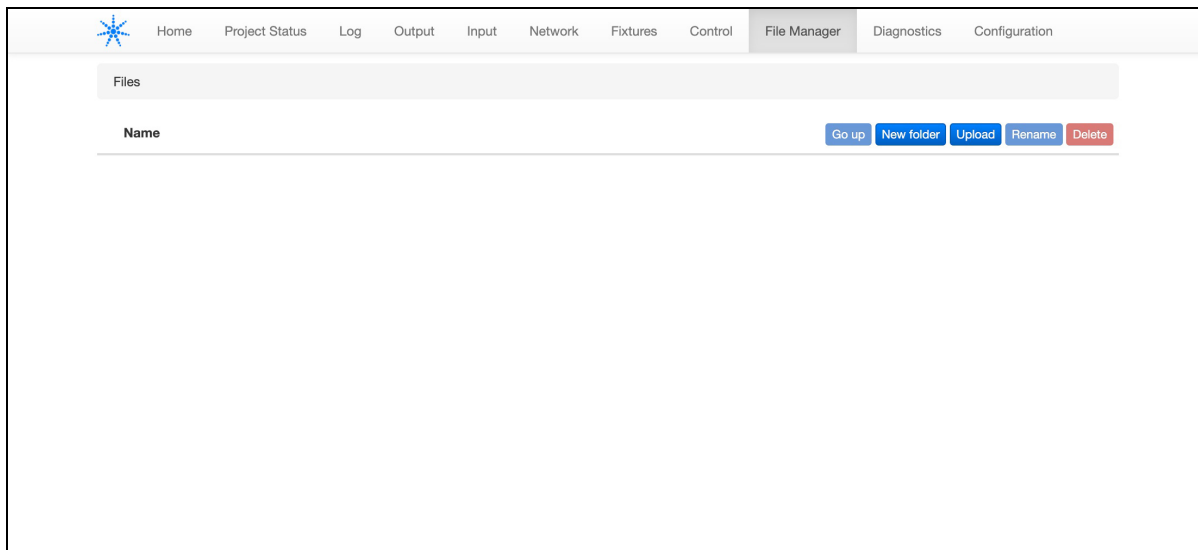 Home Project Status Log Output Input Network Fixtures Control File Manager Diagnostics Configuration
Files
Name Go up New folder Upload Rename Delete